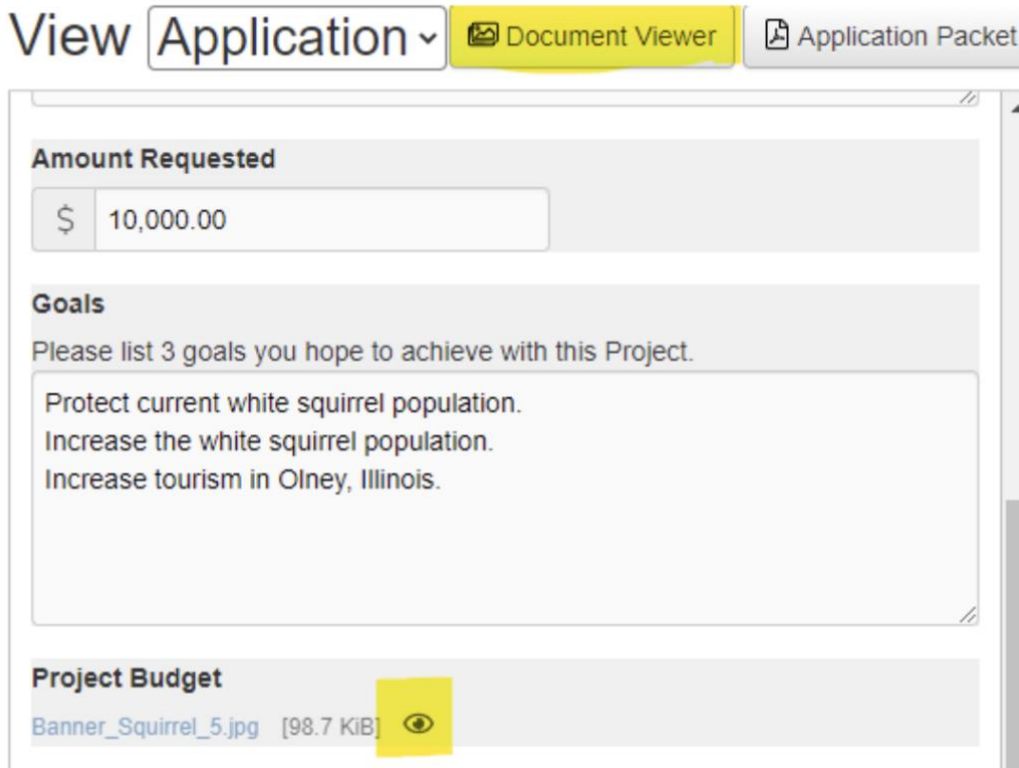 View Application Document Viewer Application Packet
Amount Requested
$ 10,000.00
Goals
Please list 3 goals you hope to achieve with this Project.
Protect current white squirrel population.
Increase the white squirrel population.
Increase tourism in Olney, Illinois.
Project Budget
Banner_Squirrel_5.jpg [98.7 KiB]